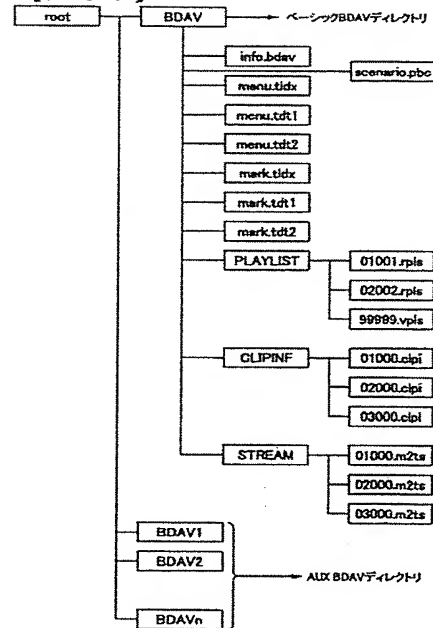 root
BDAV
ベーシックBDAVディレクトリ
info.bdav
scenario.pbc
menu.tidx
menu.tdt1
menu.tdt2
mark.tidx
mark.tdt1
mark.tdt2
PLAYLIST
01001.rpls
02002.rpls
99999.vpls
CLIPINF
01000.clpi
02000.clpi
03000.clpi
STREAM
01000.m2ts
02000.m2ts
03000.m2ts
BDAV1
BDAV2
BDAVn
AUX BDAVディレクトリ